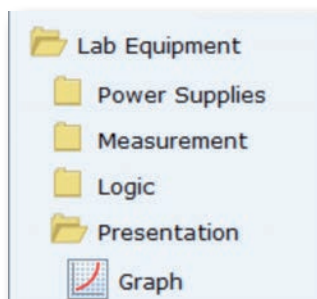 Lab Equipment
Power Supplies
Measurement
Logic
Presentation
Graph